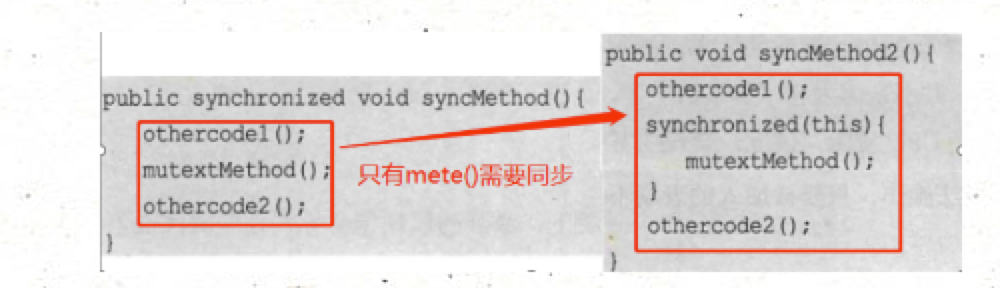 public synchronized void syncMethod(){
othercode1();
mutextMethod();
othercode2();
}
只有mete()需要同步
public void syncMethod2(){
othercode1();
synchronized(this){
mutextMethod();
}
othercode2();
}